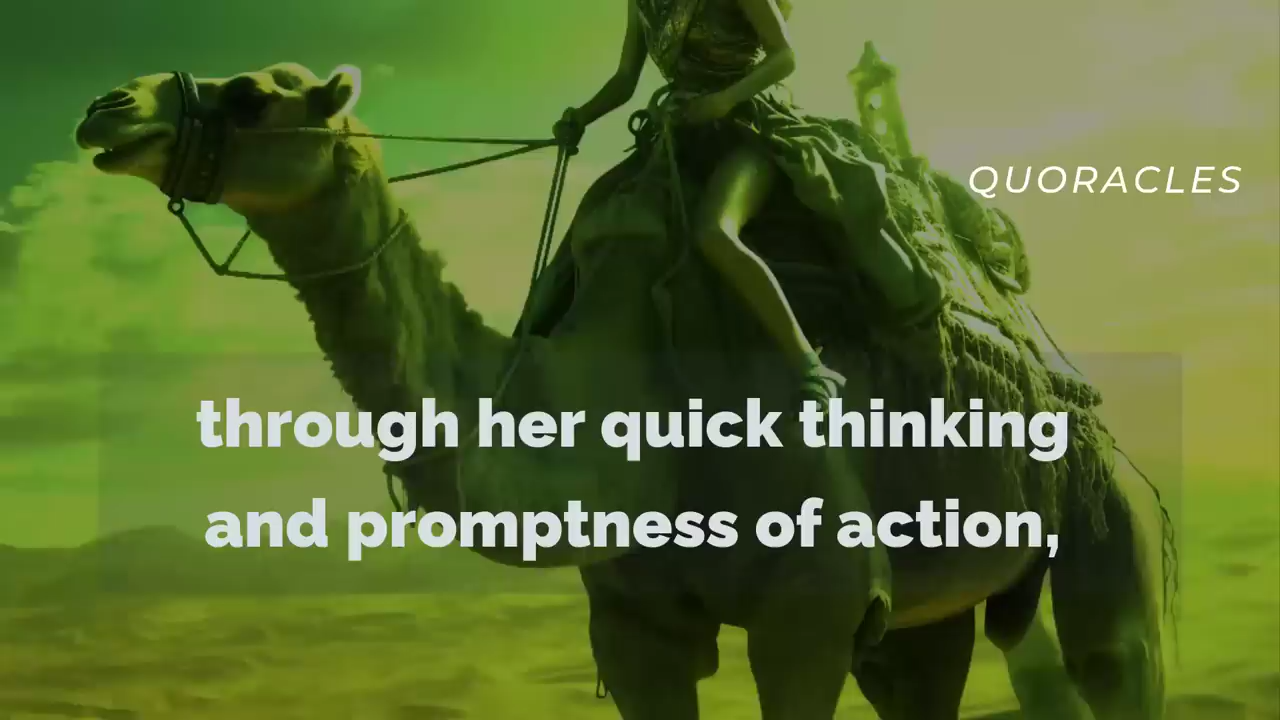 QUORACLES
through her quick thinking
and promptness of action,